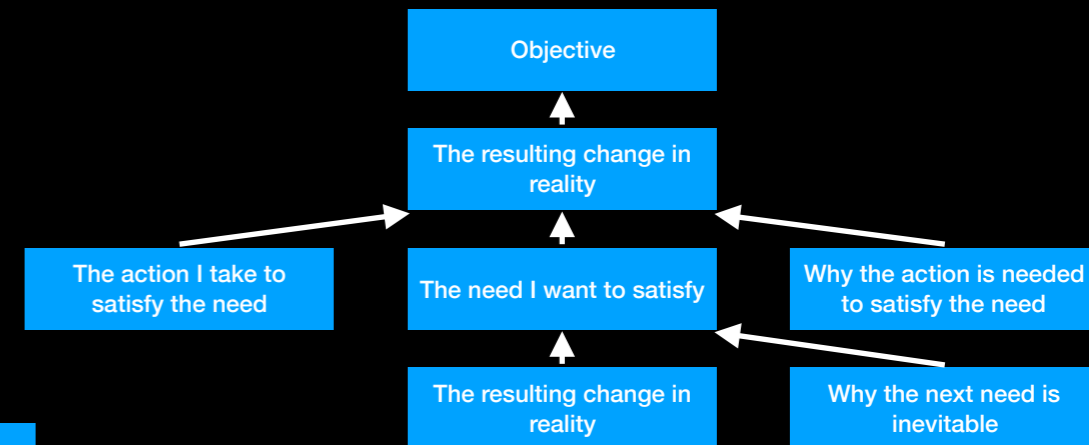 Objective
The resulting change in
reality
The action I take to
satisfy the need
The need I want to satisfy
Why the action is needed
to satisfy the need
The resulting change in
reality
Why the next need is
inevitable